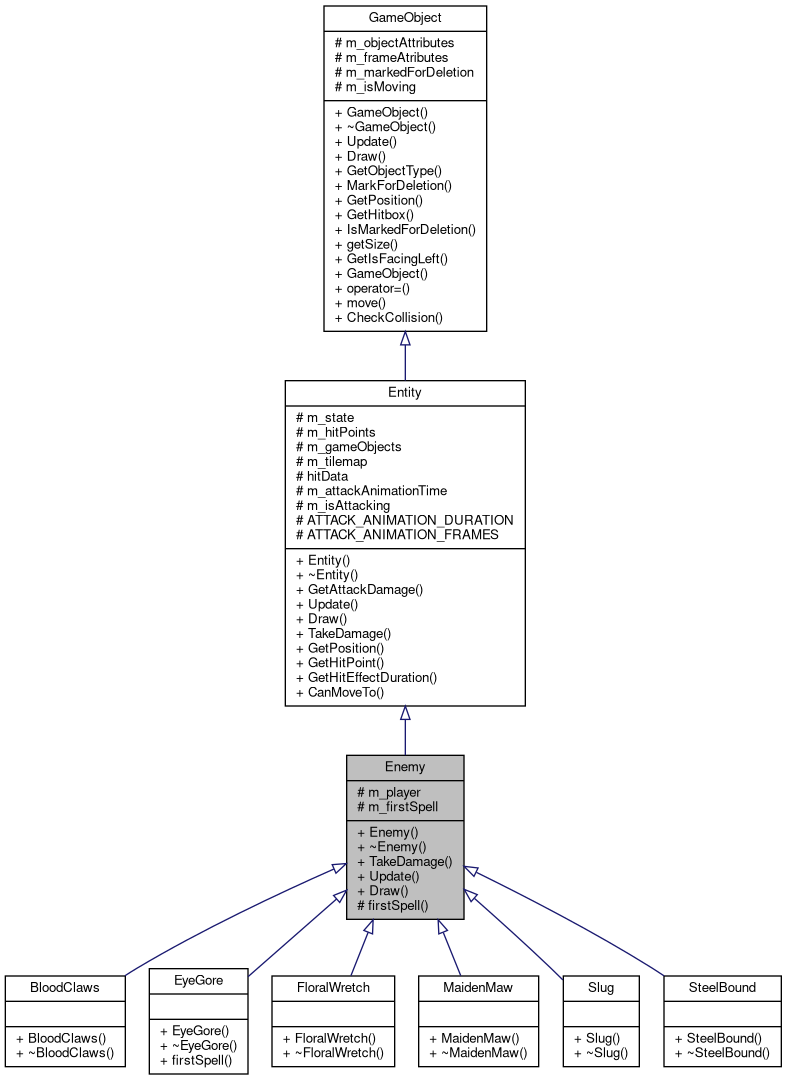 GameObject
# m_objectAttributes
# m_frameAtributes
# m_markedForDeletion
# m_isMoving
+ GameObject()
+ ~GameObject()
+ Update()
+ Draw()
+ GetObjectType()
+ MarkForDeletion()
+ GetPosition()
+ GetHitbox()
+ IsMarkedForDeletion()
+ getSize()
+ GetIsFacingLeft()
+ GameObject()
+ operator=()
+ move()
+ CheckCollision()
Entity
# m_state
# m_hitPoints
# m_gameObjects
# m_tilemap
# hitData
# m_attackAnimationTime
# m_isAttacking
# ATTACK_ANIMATION_DURATION
# ATTACK_ANIMATION_FRAMES
+ Entity()
+ ~Entity()
+ GetAttackDamage()
+ Update()
+ Draw()
+ TakeDamage()
+ GetPosition()
+ GetHitPoint()
+ GetHitEffectDuration()
+ CanMoveTo()
Enemy
# m_player
# m_firstSpell
+ Enemy()
+ ~Enemy()
+ TakeDamage()
+ Update()
+ Draw()
# firstSpell()
BloodClaws
+ BloodClaws()
+ ~BloodClaws()
EyeGore
+ EyeGore()
+ ~EyeGore()
+ firstSpell()
FloralWretch
+ FloralWretch()
+ ~FloralWretch()
MaidenMaw
+ MaidenMaw()
+ ~MaidenMaw()
Slug
+ Slug()
+ ~Slug()
SteelBound
+ SteelBound()
+ ~SteelBound()